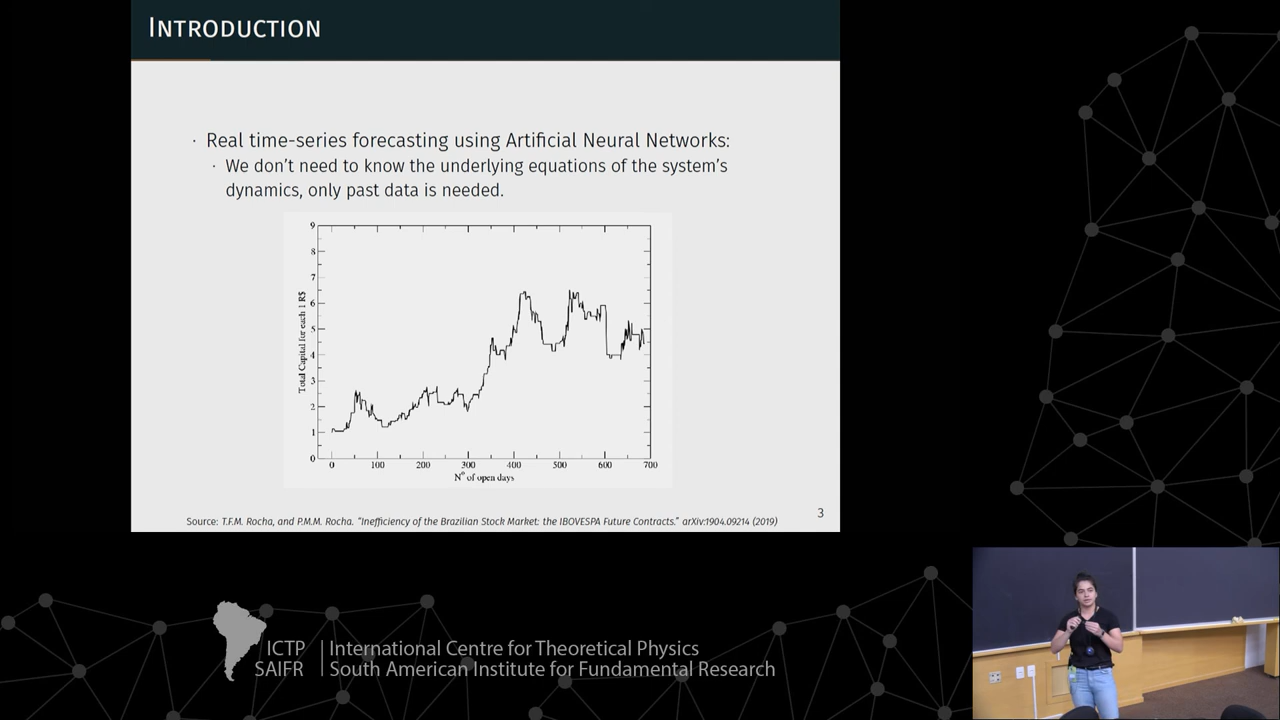 INTRODUCTION
· Real time-series forecasting using Artificial Neural Networks:
· We don't need to know the underlying equations of the system's
dynamics, only past data is needed.
9
8
7
6
5
4
3
2
1
0
Total Capital for each 1 R$
0 100 200 300 400 500 600 700
Nº of open days
Source: T.F.M. Rocha, and P.M.M. Rocha. "Inefficiency of the Brazilian Stock Market: the IBOVESPA Future Contracts." arXiv:1904.09214 (2019)
3
ICTP | International Centre for Theoretical Physics
SAIFR | South American Institute for Fundamental Research